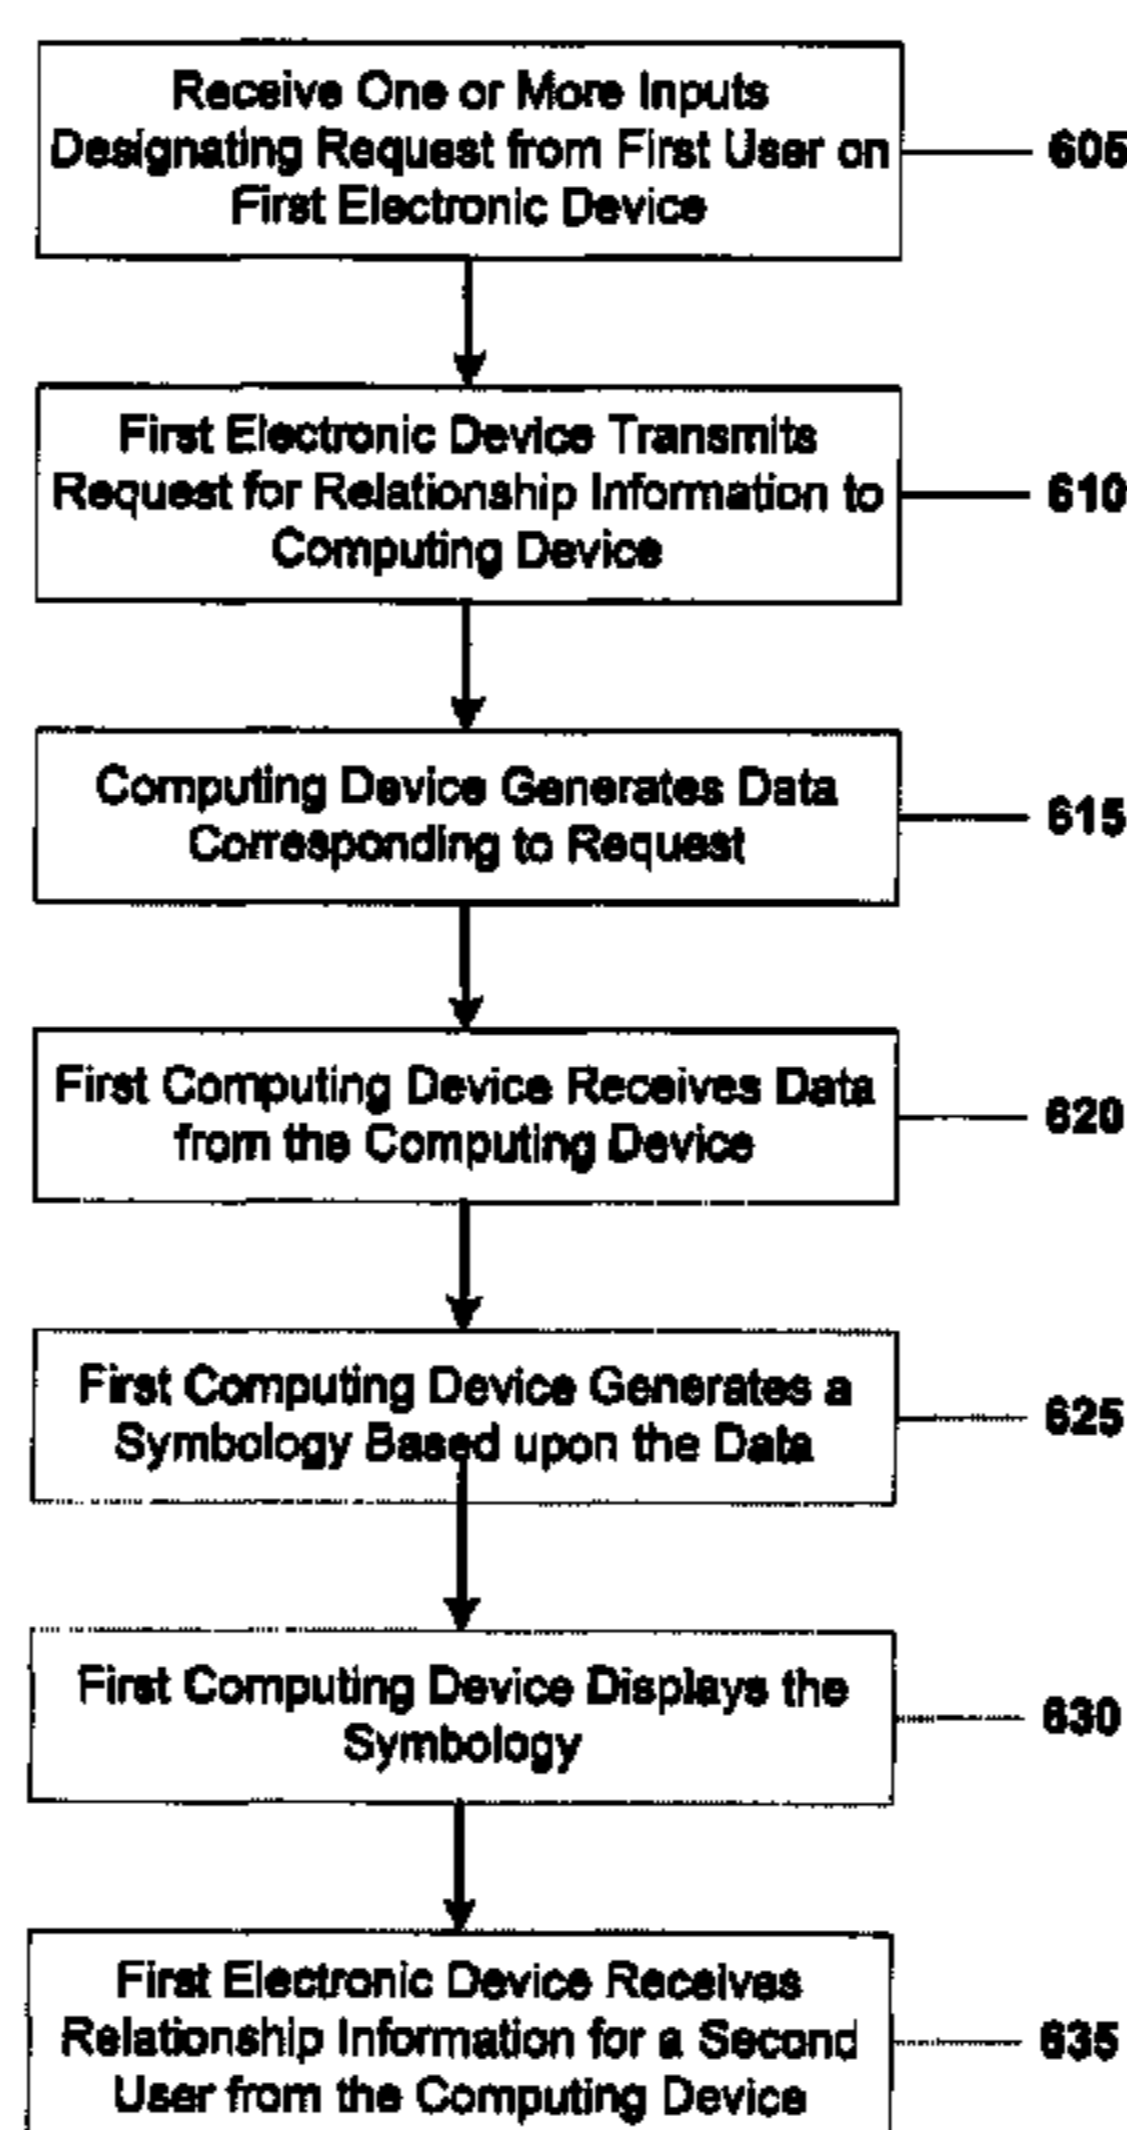 Receive One or More Inputs
Designating Request from First User on
First Electronic Device
605
First Electronic Device Transmits
Request for Relationship Information to
Computing Device
610
Computing Device Generates Data
Corresponding to Request
615
First Computing Device Receives Data
from the Computing Device
620
First Computing Device Generates a
Symbology Based upon the Data
625
First Computing Device Displays the
Symbology
630
First Electronic Device Receives
Relationship Information for a Second
User from the Computing Device
635